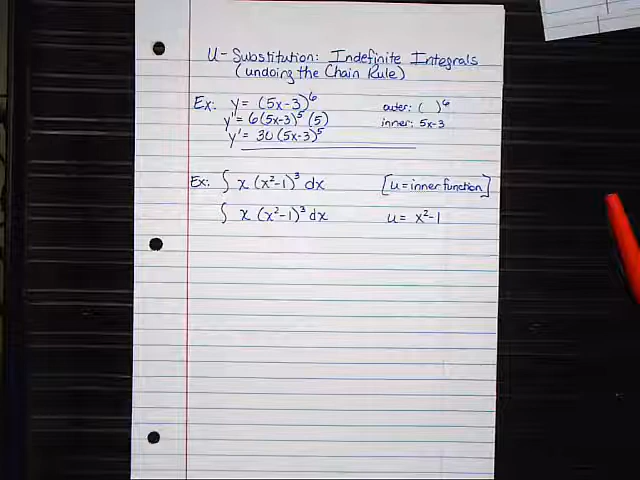 U-Substitution: Indefinite Integrals
(undoing the Chain Rule)
Ex: y = (5x-3)⁶ outer: ( )⁶
y' = 6(5x-3)⁵ (5) inner: 5x-3
y' = 30(5x-3)⁵
Ex: ∫ x (x²-1)³ dx [u = inner function]
∫ x (x²-1)³ dx u = x²-1